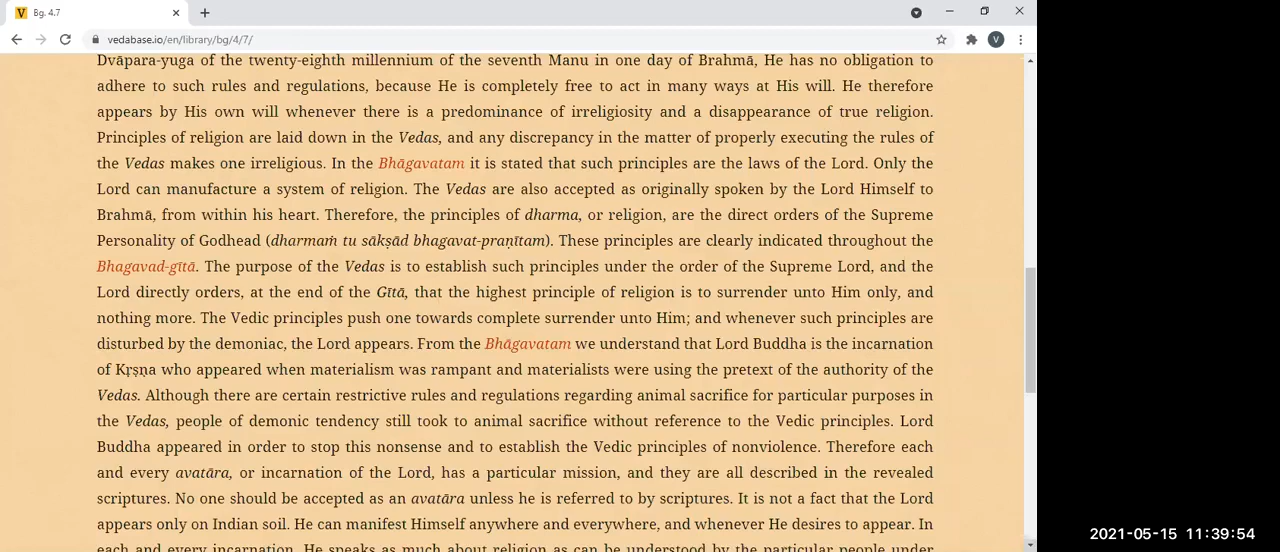 Bg. 4.7
vedabase.io/en/library/bg/4/7/
V
Dvāpara-yuga of the twenty-eighth millennium of the seventh Manu in one day of Brahmā, He has no obligation to
adhere to such rules and regulations, because He is completely free to act in many ways at His will. He therefore
appears by His own will whenever there is a predominance of irreligiosity and a disappearance of true religion.
Principles of religion are laid down in the Vedas, and any discrepancy in the matter of properly executing the rules of
the Vedas makes one irreligious. In the Bhāgavatam it is stated that such principles are the laws of the Lord. Only the
Lord can manufacture a system of religion. The Vedas are also accepted as originally spoken by the Lord Himself to
Brahmā, from within his heart. Therefore, the principles of dharma, or religion, are the direct orders of the Supreme
Personality of Godhead (dharmaṁ tu sākṣād bhagavat-praṇītam). These principles are clearly indicated throughout the
Bhagavad-gītā. The purpose of the Vedas is to establish such principles under the order of the Supreme Lord, and the
Lord directly orders, at the end of the Gītā, that the highest principle of religion is to surrender unto Him only, and
nothing more. The Vedic principles push one towards complete surrender unto Him; and whenever such principles are
disturbed by the demoniac, the Lord appears. From the Bhāgavatam we understand that Lord Buddha is the incarnation
of Kṛṣṇa who appeared when materialism was rampant and materialists were using the pretext of the authority of the
Vedas. Although there are certain restrictive rules and regulations regarding animal sacrifice for particular purposes in
the Vedas, people of demonic tendency still took to animal sacrifice without reference to the Vedic principles. Lord
Buddha appeared in order to stop this nonsense and to establish the Vedic principles of nonviolence. Therefore each
and every avatāra, or incarnation of the Lord, has a particular mission, and they are all described in the revealed
scriptures. No one should be accepted as an avatāra unless he is referred to by scriptures. It is not a fact that the Lord
appears only on Indian soil. He can manifest Himself anywhere and everywhere, and whenever He desires to appear. In
each and every incarnation, He speaks as much about religion as can be understood by the particular people under
2021-05-15 11:39:54